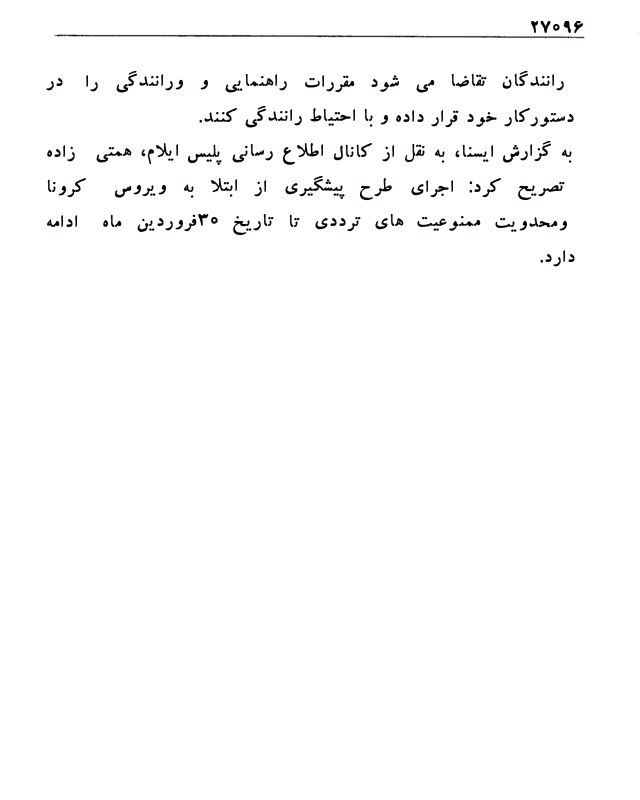 ۲۷۰۹۶
رانندگان تقاضا می شود مقررات راهنمایی و ورانندگی را در
دستورکار خود قرار داده و با احتیاط رانندگی کنند.
به گزارش ایسنا، به نقل از کانال اطلاع رسانی پلیس ایلام، همتی زاده
تصریح کرد: اجرای طرح پیشگیری از ابتلا به ویروس کرونا
ومحدویت ممنوعیت های ترددی تا تاریخ ۳۰فروردین ماه ادامه
دارد.